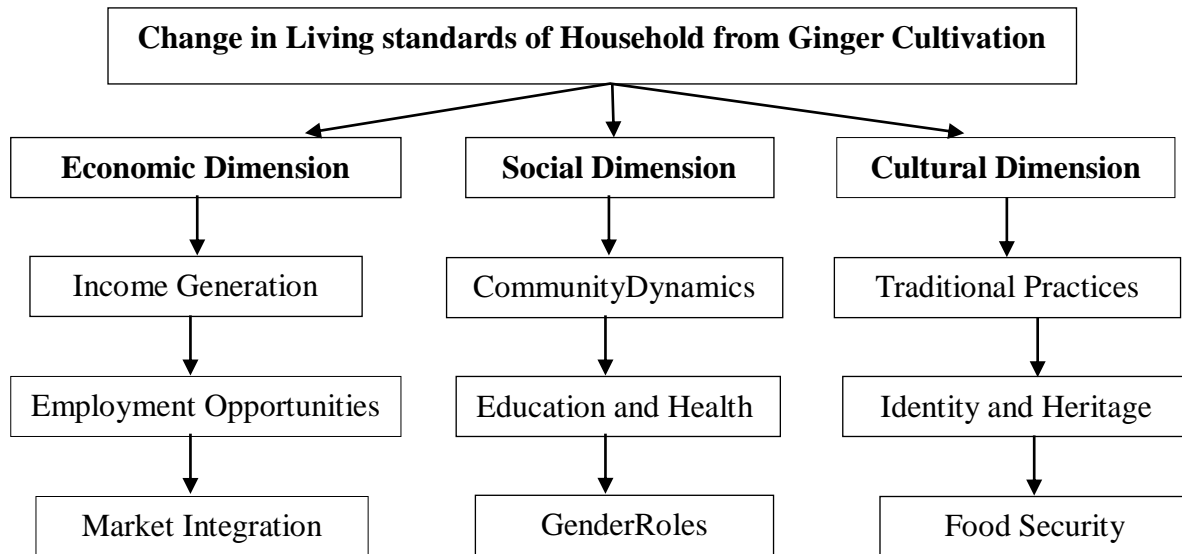 Change in Living standards of Household from Ginger Cultivation
Economic Dimension
Social Dimension
Cultural Dimension
Income Generation
CommunityDynamics
Traditional Practices
Employment Opportunities
Education and Health
Identity and Heritage
Market Integration
GenderRoles
Food Security